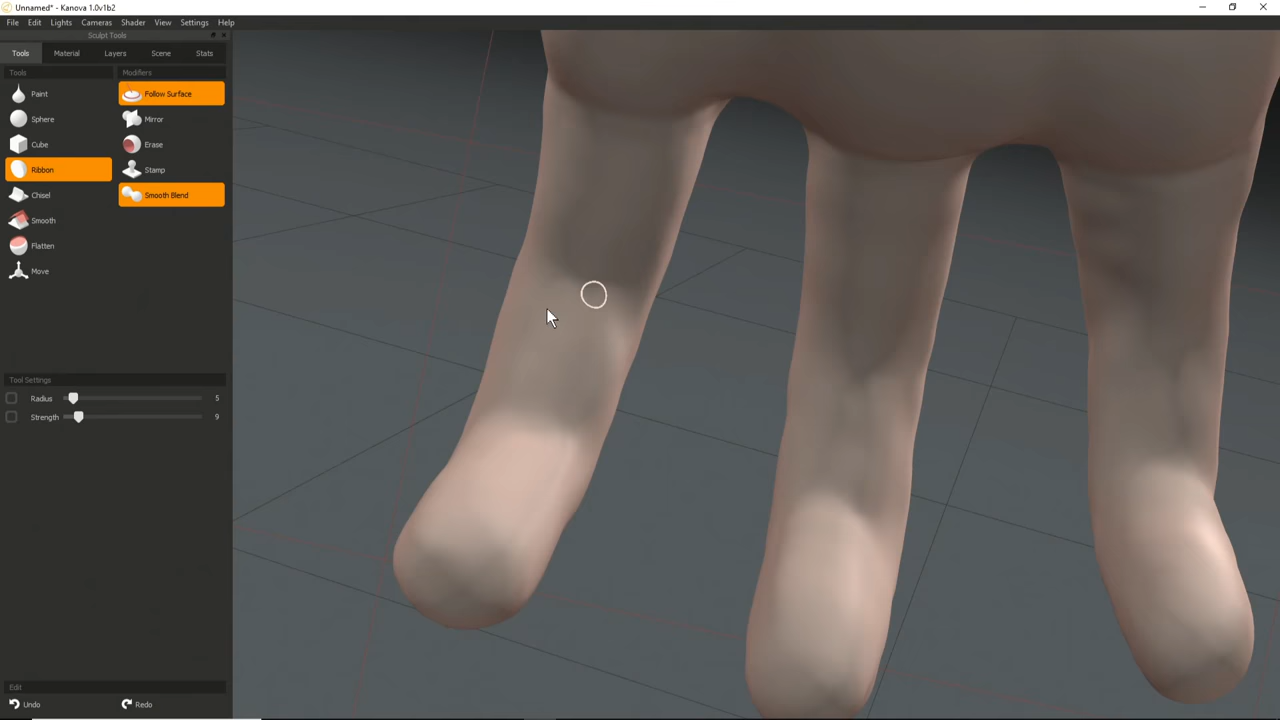 Unnamed* - Kanova 1.0v1b2
File Edit Lights Cameras Shader View Settings Help
Sculpt Tools
Tools Material Layers Scene Stats
Tools Modifiers
Paint Follow Surface
Sphere Mirror
Cube Erase
Ribbon Stamp
Chisel Smooth Blend
Smooth
Flatten
Move
Tool Settings
Radius 5
Strength 9
Edit
Undo Redo